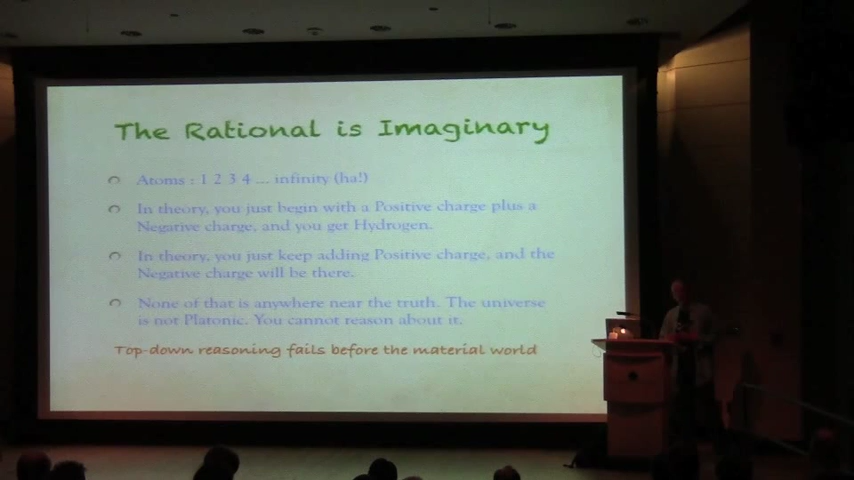 The Rational is Imaginary
Atoms : 1 2 3 4 ... infinity (ha!)
In theory, you just begin with a Positive charge plus a
Negative charge, and you get Hydrogen.
In theory, you just keep adding Positive charge, and the
Negative charge will be there.
None of that is anywhere near the truth. The universe
is not Platonic. You cannot reason about it.
Top-down reasoning fails before the material world